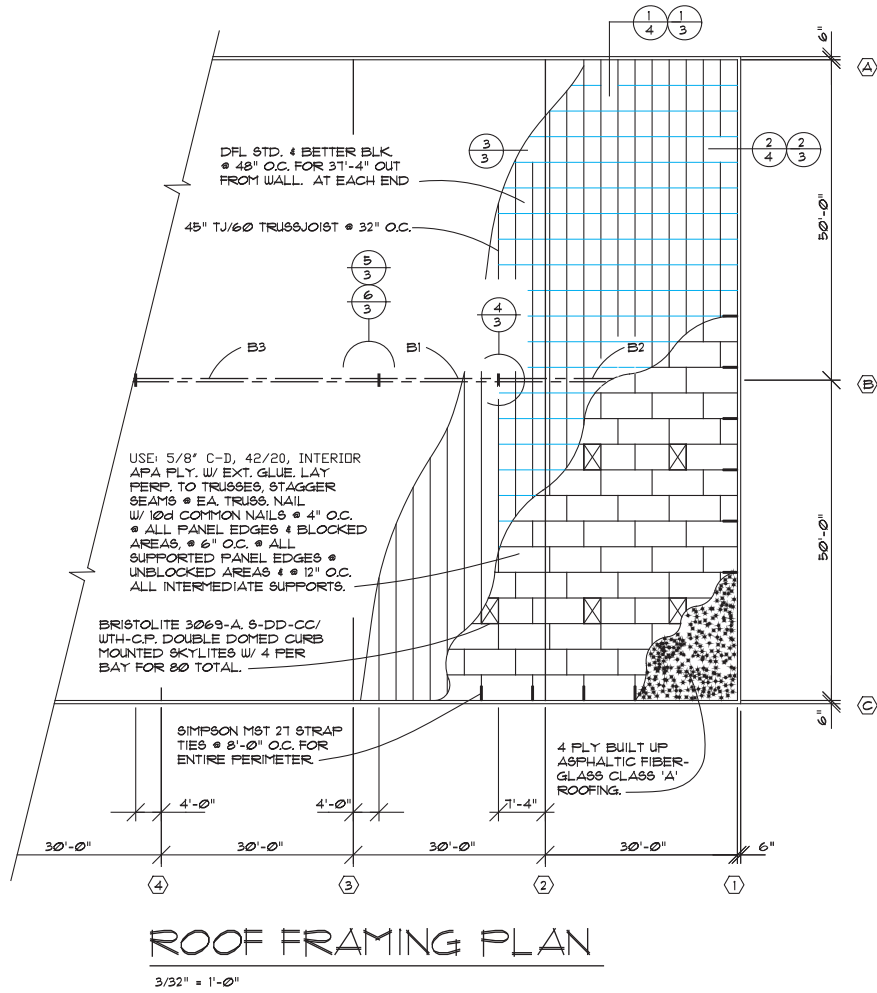 1 1
4 3
6"
A
DFL STD. & BETTER BLK.
@ 48" O.C. FOR 37'-4" OUT
FROM WALL. AT EACH END
3
3
2 2
4 3
45" TJ/60 TRUSSJOIST @ 32" O.C.
50'-0"
5
3
6
3
4
3
B3
B1
B2
B
USE: 5/8" C-D, 42/20, INTERIOR
APA PLY. W/ EXT. GLUE. LAY
PERP. TO TRUSSES, STAGGER
SEAMS @ EA. TRUSS. NAIL
W/ 10d COMMON NAILS @ 4" O.C.
@ ALL PANEL EDGES & BLOCKED
AREAS, @ 6" O.C. @ ALL
SUPPORTED PANEL EDGES @
UNBLOCKED AREAS & @ 12" O.C.
ALL INTERMEDIATE SUPPORTS.
50'-0"
BRISTOLITE 3069-A, S-DD-CC/
WTH-C.P. DOUBLE DOMED CURB
MOUNTED SKYLITES W/ 4 PER
BAY FOR 80 TOTAL.
C
6"
SIMPSON MST 27 STRAP
TIES @ 8'-0" O.C. FOR
ENTIRE PERIMETER.
4 PLY BUILT UP
ASPHALTIC FIBER-
GLASS CLASS 'A'
ROOFING.
4'-0" 4'-0" 7'-4"
30'-0" 30'-0" 30'-0" 30'-0" 6"
4 3 2 1
ROOF FRAMING PLAN
3/32" = 1'-0"